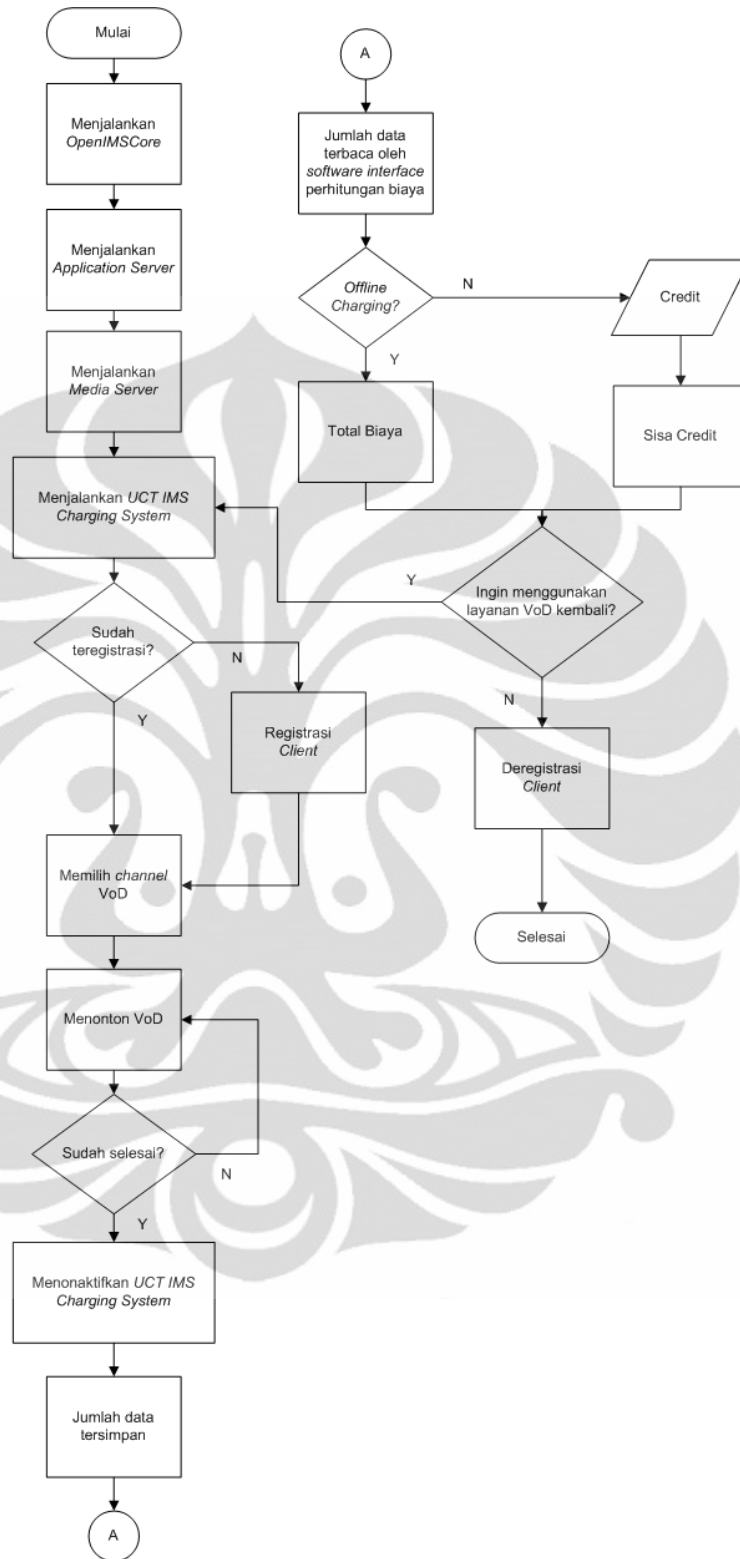 Mulai
Menjalankan
OpenIMSCore
Menjalankan
Application Server
Menjalankan
Media Server
Menjalankan UCT IMS
Charging System
Sudah
teregistrasi?
N
Y
Registrasi
Client
Memilih channel
VoD
Menonton VoD
Sudah selesai?
N
Y
Menonaktifkan UCT IMS
Charging System
Jumlah data
tersimpan
A
A
Jumlah data
terbaca oleh
software interface
perhitungan biaya
Offline
Charging?
N
Y
Credit
Total Biaya
Sisa Credit
Ingin menggunakan
layanan VoD kembali?
Y
N
Deregistrasi
Client
Selesai